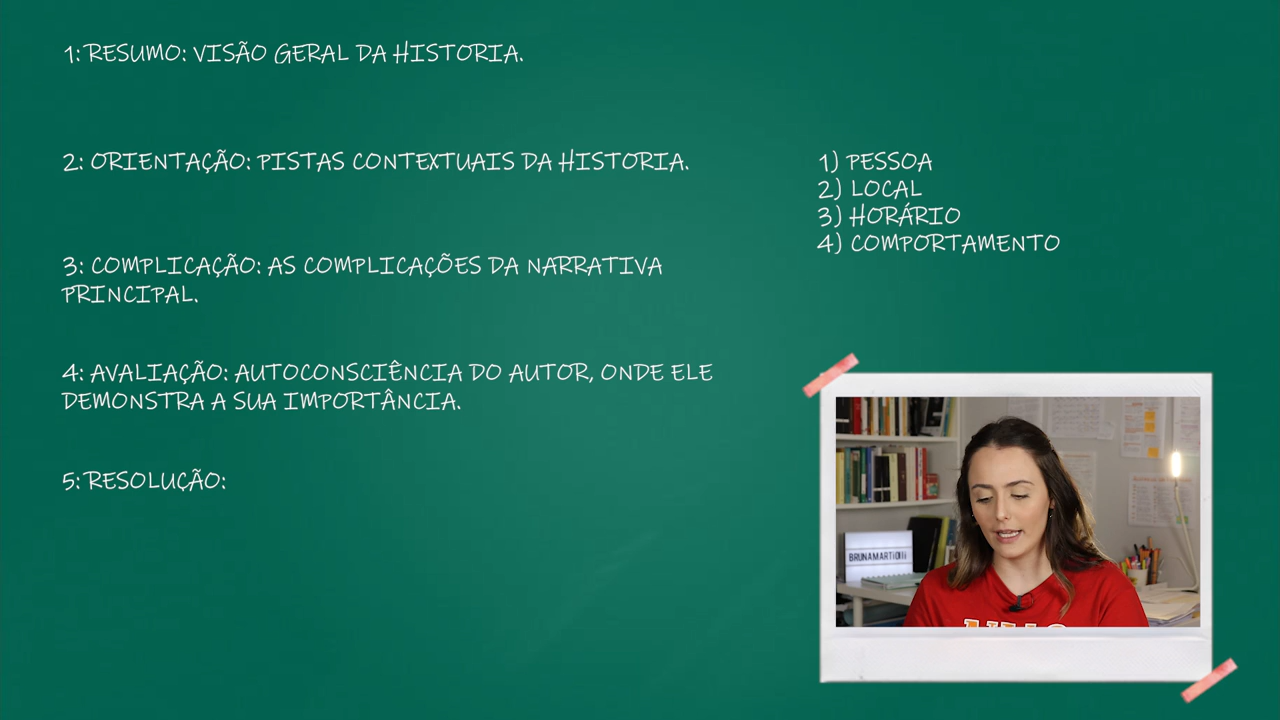 1: RESUMO: VISÃO GERAL DA HISTORIA.
2: ORIENTAÇÃO: PISTAS CONTEXTUAIS DA HISTORIA.
1) PESSOA
2) LOCAL
3) HORÁRIO
4) COMPORTAMENTO
3: COMPLICAÇÃO: AS COMPLICAÇÕES DA NARRATIVA
PRINCIPAL.
4: AVALIAÇÃO: AUTOCONSCIÊNCIA DO AUTOR, ONDE ELE
DEMONSTRA A SUA IMPORTÂNCIA.
5: RESOLUÇÃO: